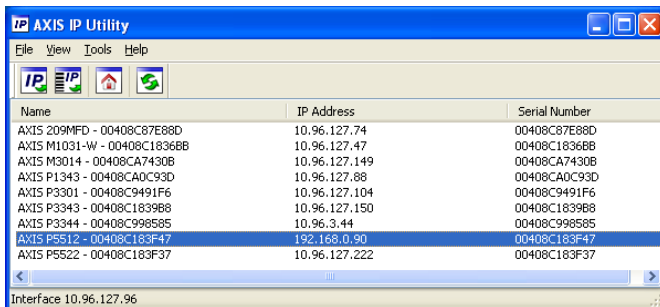 IP AXIS IP Utility
File View Tools Help
IP IP
Name IP Address Serial Number
AXIS 209MFD - 00408C87E88D 10.96.127.74 00408C87E88D
AXIS M1031-W - 00408C1836BB 10.96.127.47 00408C1836BB
AXIS M3014 - 00408CA7430B 10.96.127.149 00408CA7430B
AXIS P1343 - 00408CA0C93D 10.96.127.88 00408CA0C93D
AXIS P3301 - 00408C9491F6 10.96.127.104 00408C9491F6
AXIS P3343 - 00408C1839B8 10.96.127.150 00408C1839B8
AXIS P3344 - 00408C998585 10.96.3.44 00408C998585
AXIS P5512 - 00408C183F47 192.168.0.90 00408C183F47
AXIS P5522 - 00408C183F37 10.96.127.222 00408C183F37
Interface 10.96.127.96